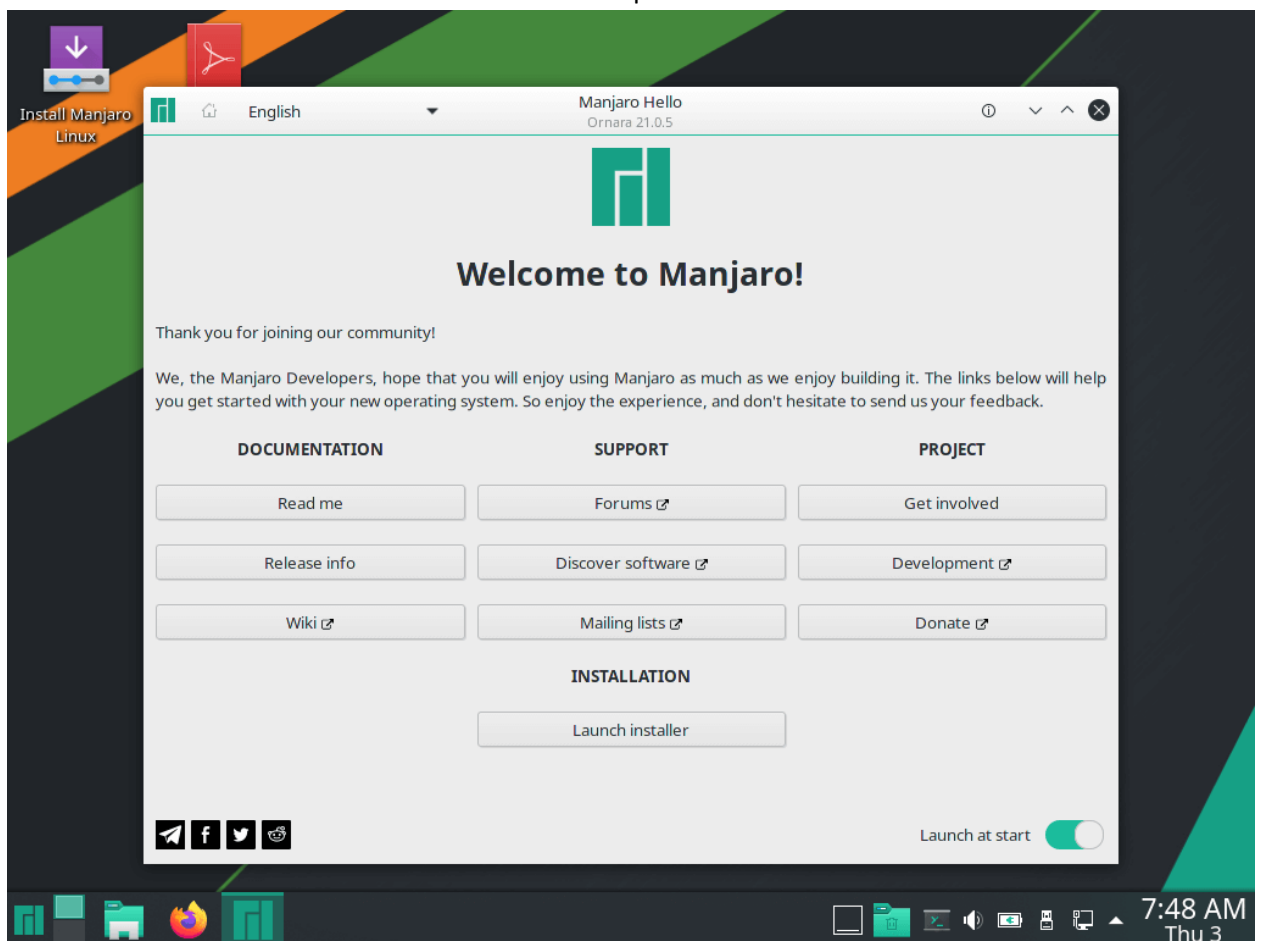 Install Manjaro
Linux
English
Manjaro Hello
Ornara 21.0.5
Welcome to Manjaro!
Thank you for joining our community!
We, the Manjaro Developers, hope that you will enjoy using Manjaro as much as we enjoy building it. The links below will help
you get started with your new operating system. So enjoy the experience, and don't hesitate to send us your feedback.
DOCUMENTATION SUPPORT PROJECT
Read me Forums Get involved
Release info Discover software Development
Wiki Mailing lists Donate
INSTALLATION
Launch installer
Launch at start
7:48 AM
Thu 3